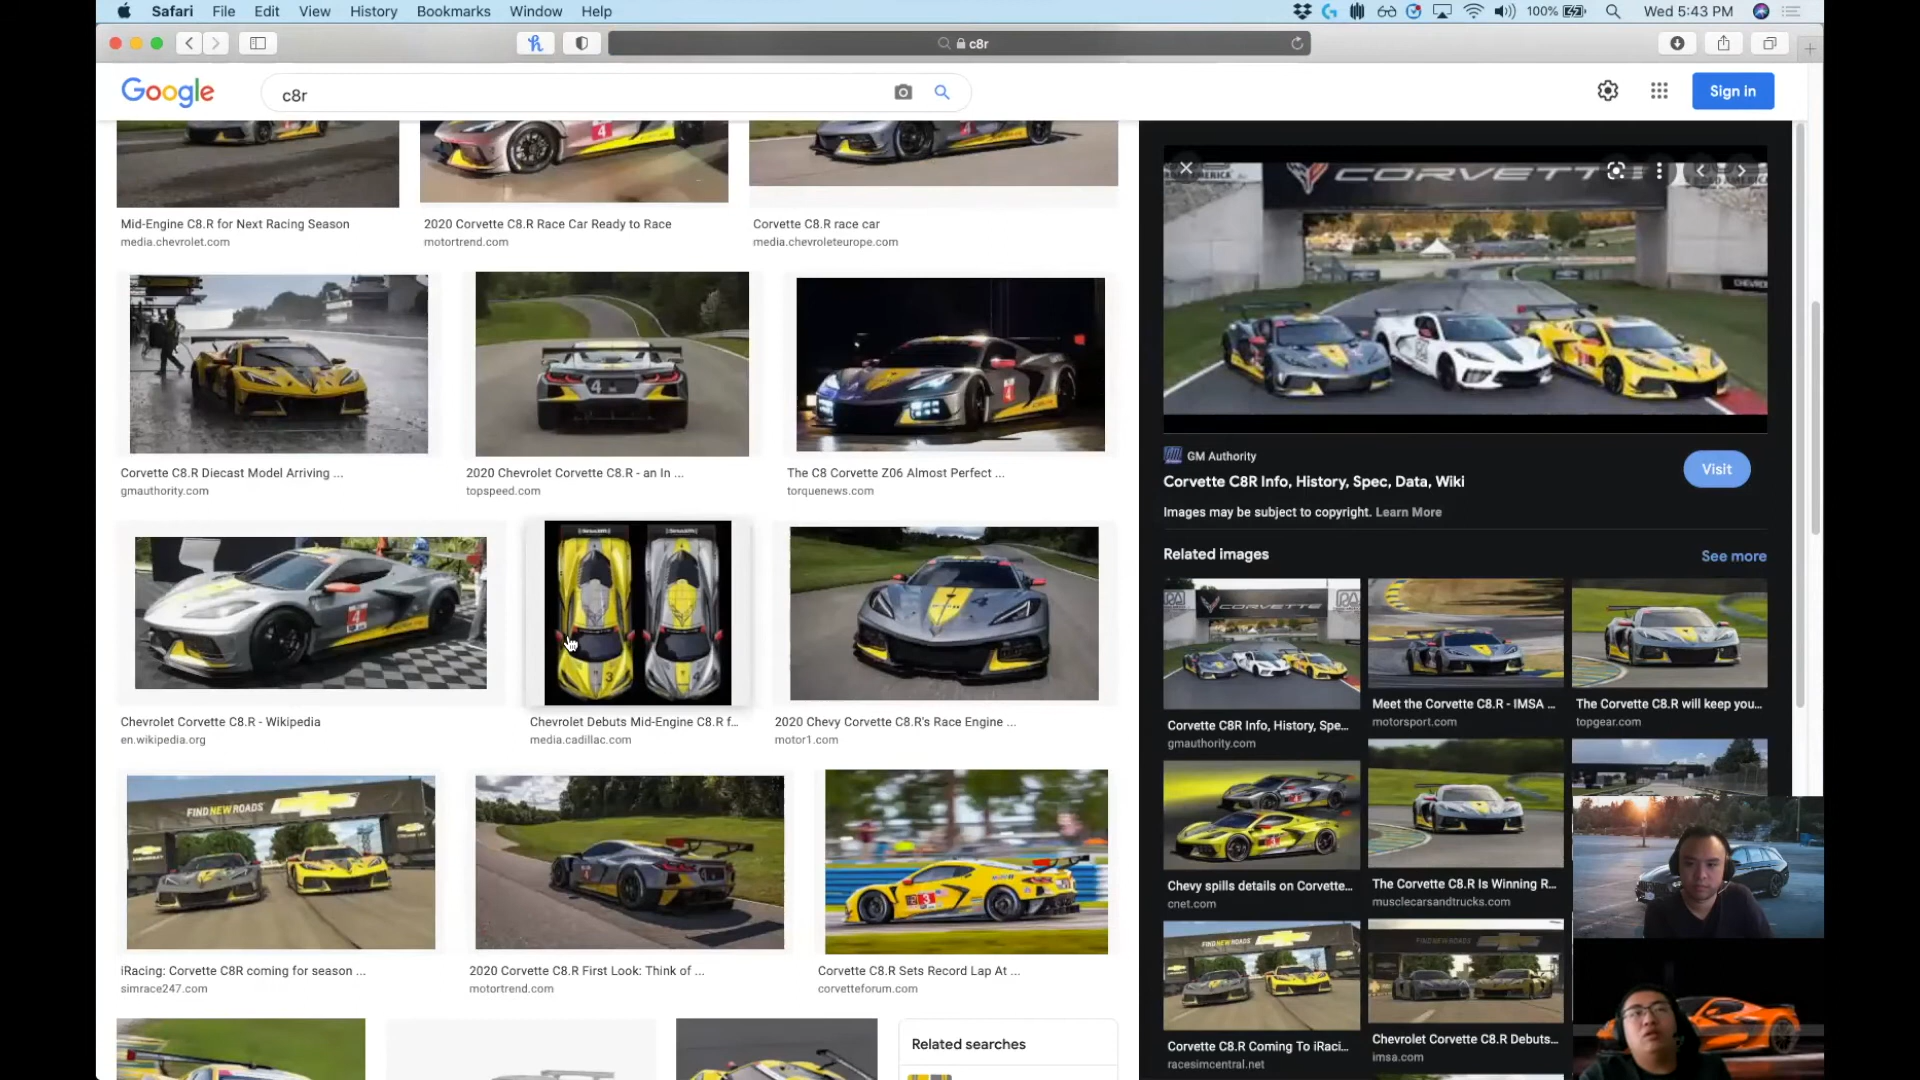 Safari File Edit View History Bookmarks Window Help
100% Wed 5:43 PM
c8r
Google
c8r
Sign in
Mid-Engine C8.R for Next Racing Season
media.chevrolet.com
2020 Corvette C8.R Race Car Ready to Race
motortrend.com
Corvette C8.R race car
media.chevroleteurope.com
Corvette C8.R Diecast Model Arriving ...
gmauthority.com
2020 Chevrolet Corvette C8.R - an In ...
topspeed.com
The C8 Corvette Z06 Almost Perfect ...
torquenews.com
Chevrolet Corvette C8.R - Wikipedia
en.wikipedia.org
Chevrolet Debuts Mid-Engine C8.R f...
media.cadillac.com
2020 Chevy Corvette C8.R's Race Engine ...
motor1.com
FIND NEW ROADS
iRacing: Corvette C8R coming for season ...
simrace247.com
2020 Corvette C8.R First Look: Think of ...
motortrend.com
Corvette C8.R Sets Record Lap At ...
corvetteforum.com
Related searches
CORVETTE
GM Authority
Corvette C8R Info, History, Spec, Data, Wiki
Visit
Images may be subject to copyright. Learn More
Related images
See more
CORVETTE
Corvette C8R Info, History, Spe...
gmauthority.com
Meet the Corvette C8.R - IMSA ...
motorsport.com
The Corvette C8.R will keep you...
topgear.com
Chevy spills details on Corvette...
cnet.com
The Corvette C8.R Is Winning R...
musclecarsandtrucks.com
FIND NEW ROADS
Corvette C8.R Coming To iRaci...
racesimcentral.net
FIND NEW ROADS
Chevrolet Corvette C8.R Debuts...
imsa.com